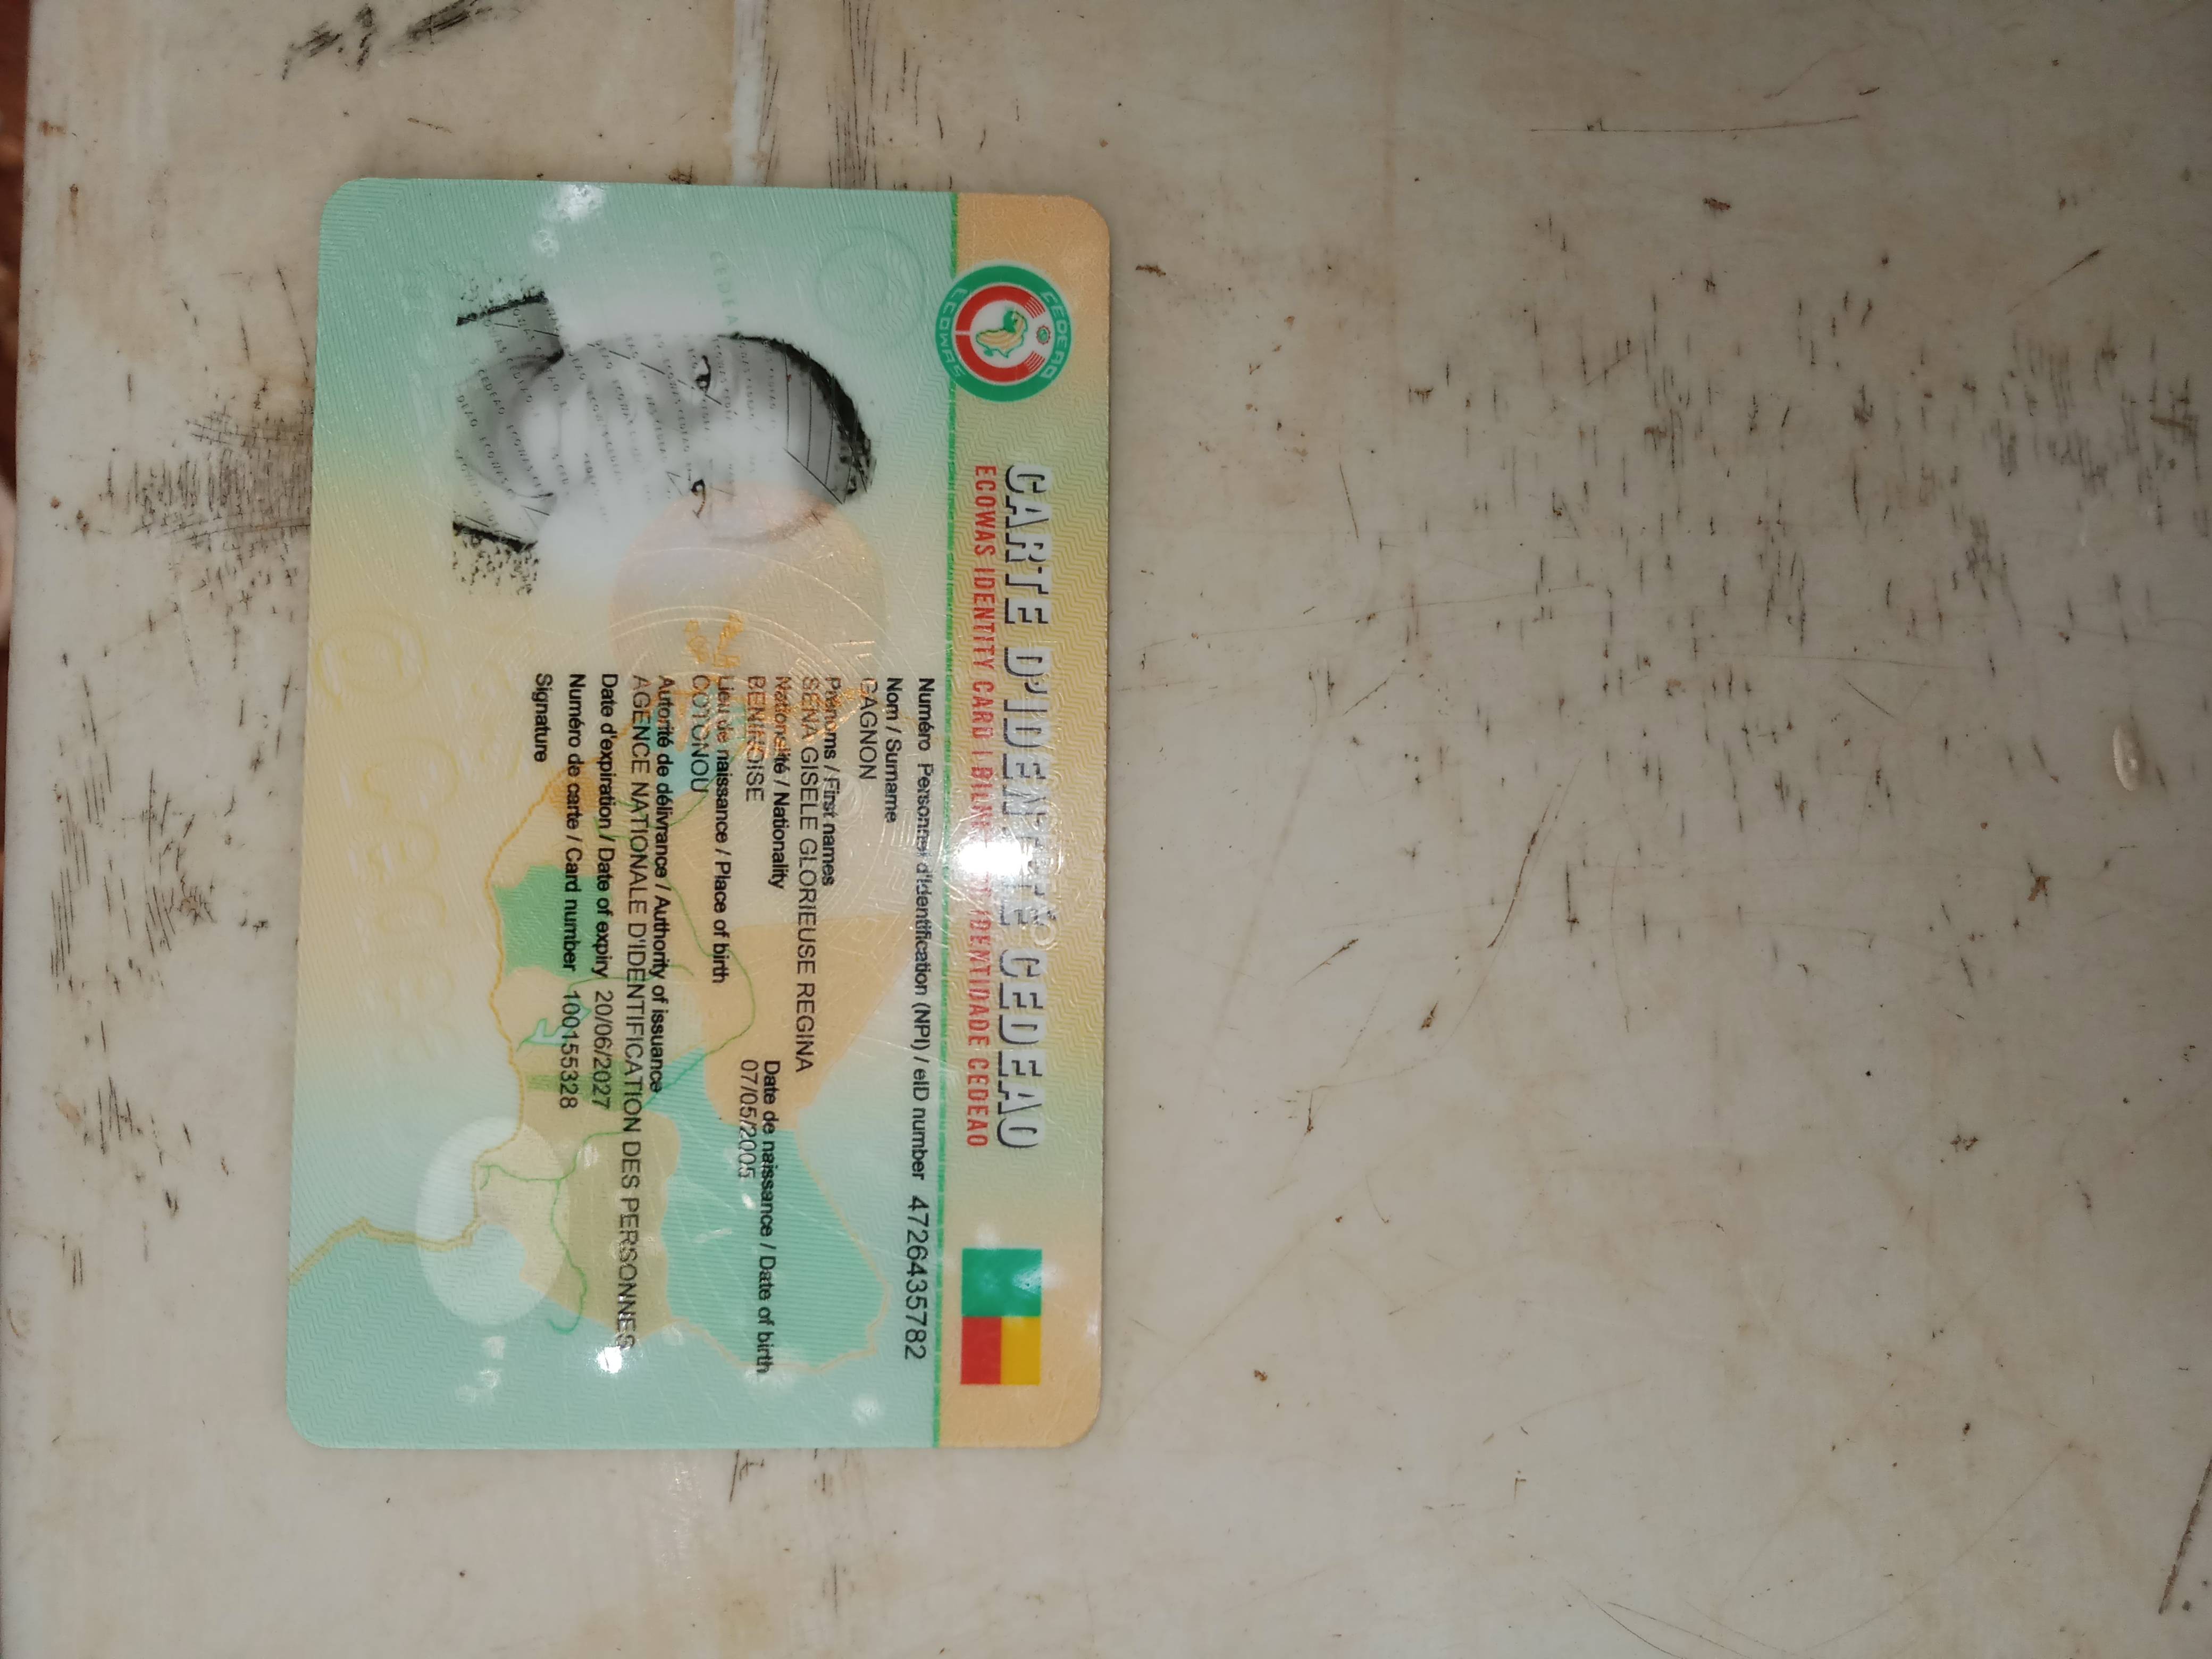 CEDEAO
ECOWAS
CARTE D'IDENTITÉ CEDEAO
ECOWAS IDENTITY CARD | IDENTIDADE CEDEAO
Numéro Personnel d'Identification (NPI) / eID number 4726435782
Nom / Surname
GAGNON
Prénoms / First names
SENA GISELE GLORIEUSE REGINA
Nationalité / Nationality
BENINOISE
Date de naissance / Date of birth
07/05/2005
Lieu de naissance / Place of birth
COTONOU
Autorité de délivrance / Authority of issuance
AGENCE NATIONALE D'IDENTIFICATION DES PERSONNES
Date d'expiration / Date of expiry 20/06/2027
Numéro de carte / Card number 100155328
Signature